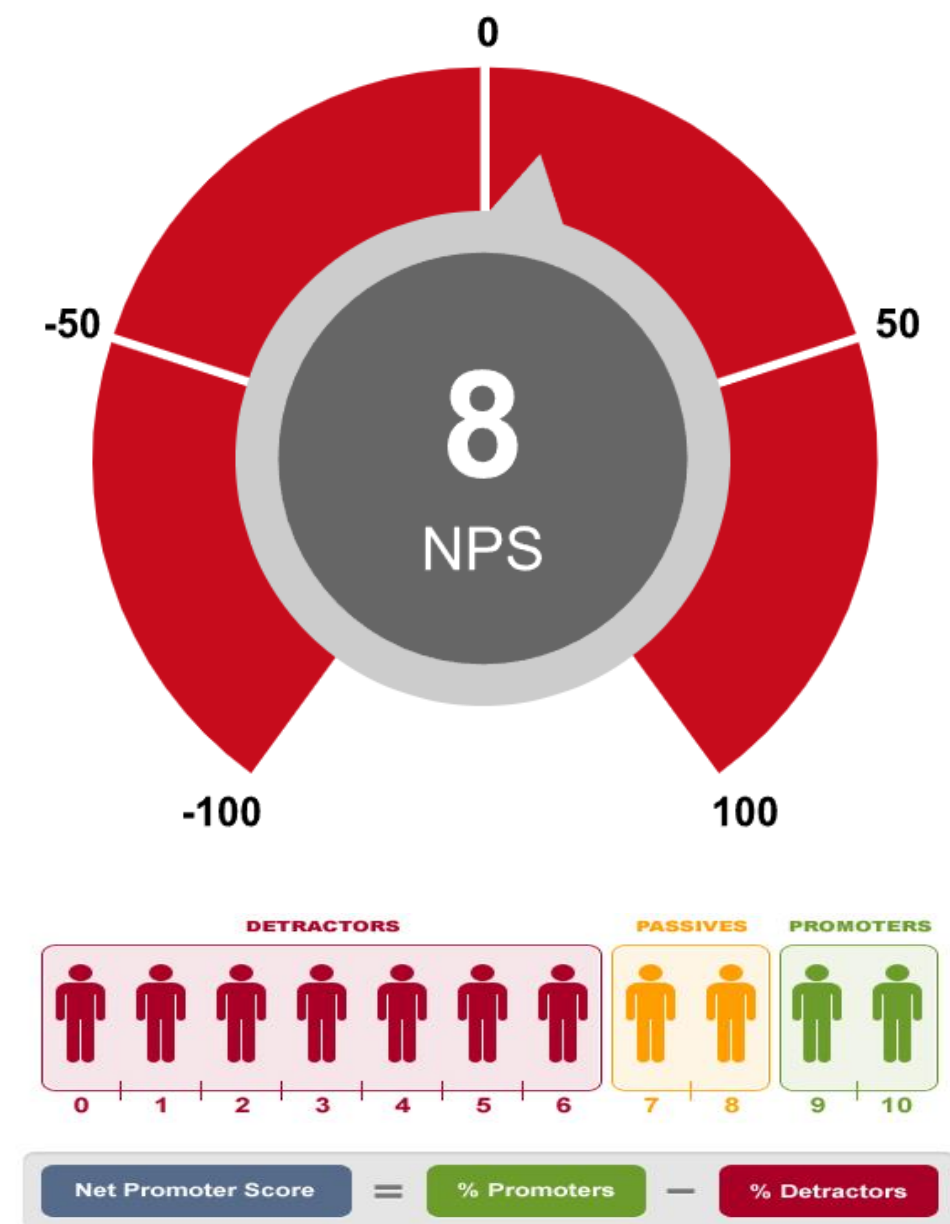 0
-50
50
8
NPS
-100
100
DETRACTORS PASSIVES PROMOTERS
0 1 2 3 4 5 6 7 8 9 10
Net Promoter Score = % Promoters — % Detractors